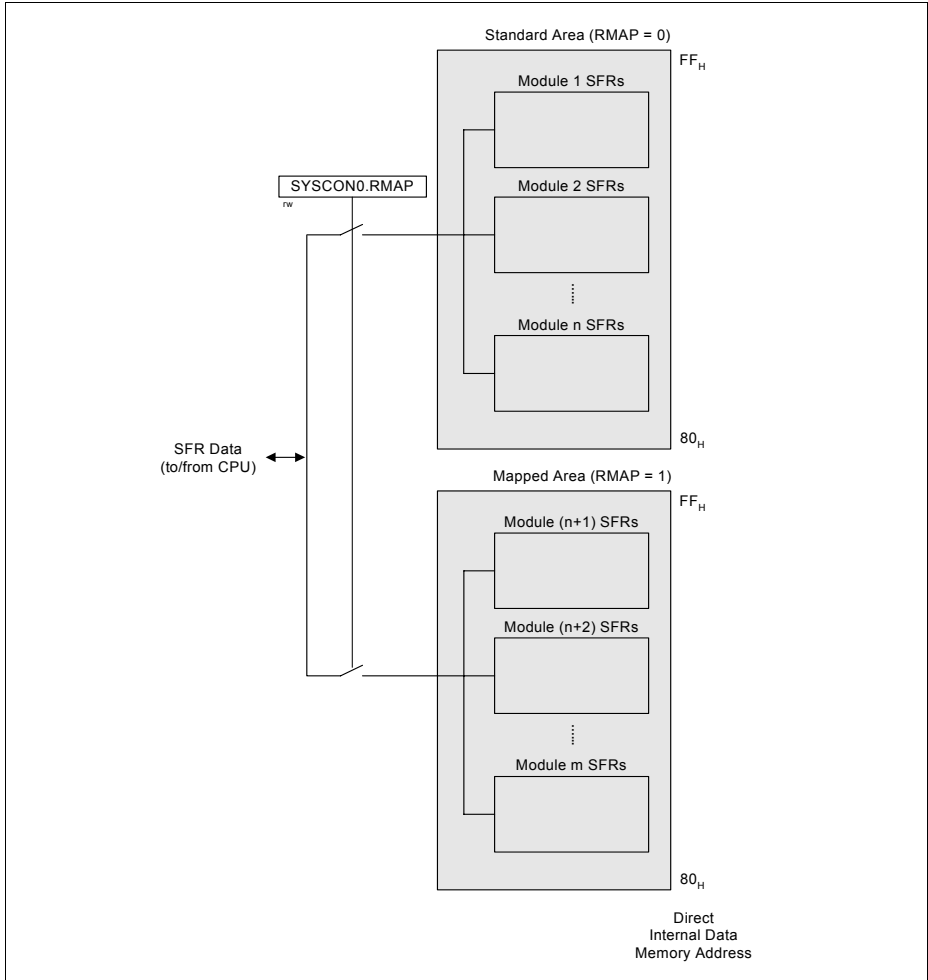 Standard Area (RMAP = 0)
FFH
Module 1 SFRs
SYSCON0.RMAP
rw
Module 2 SFRs
Module n SFRs
80H
SFR Data
(to/from CPU)
Mapped Area (RMAP = 1)
FFH
Module (n+1) SFRs
Module (n+2) SFRs
Module m SFRs
80H
Direct
Internal Data
Memory Address